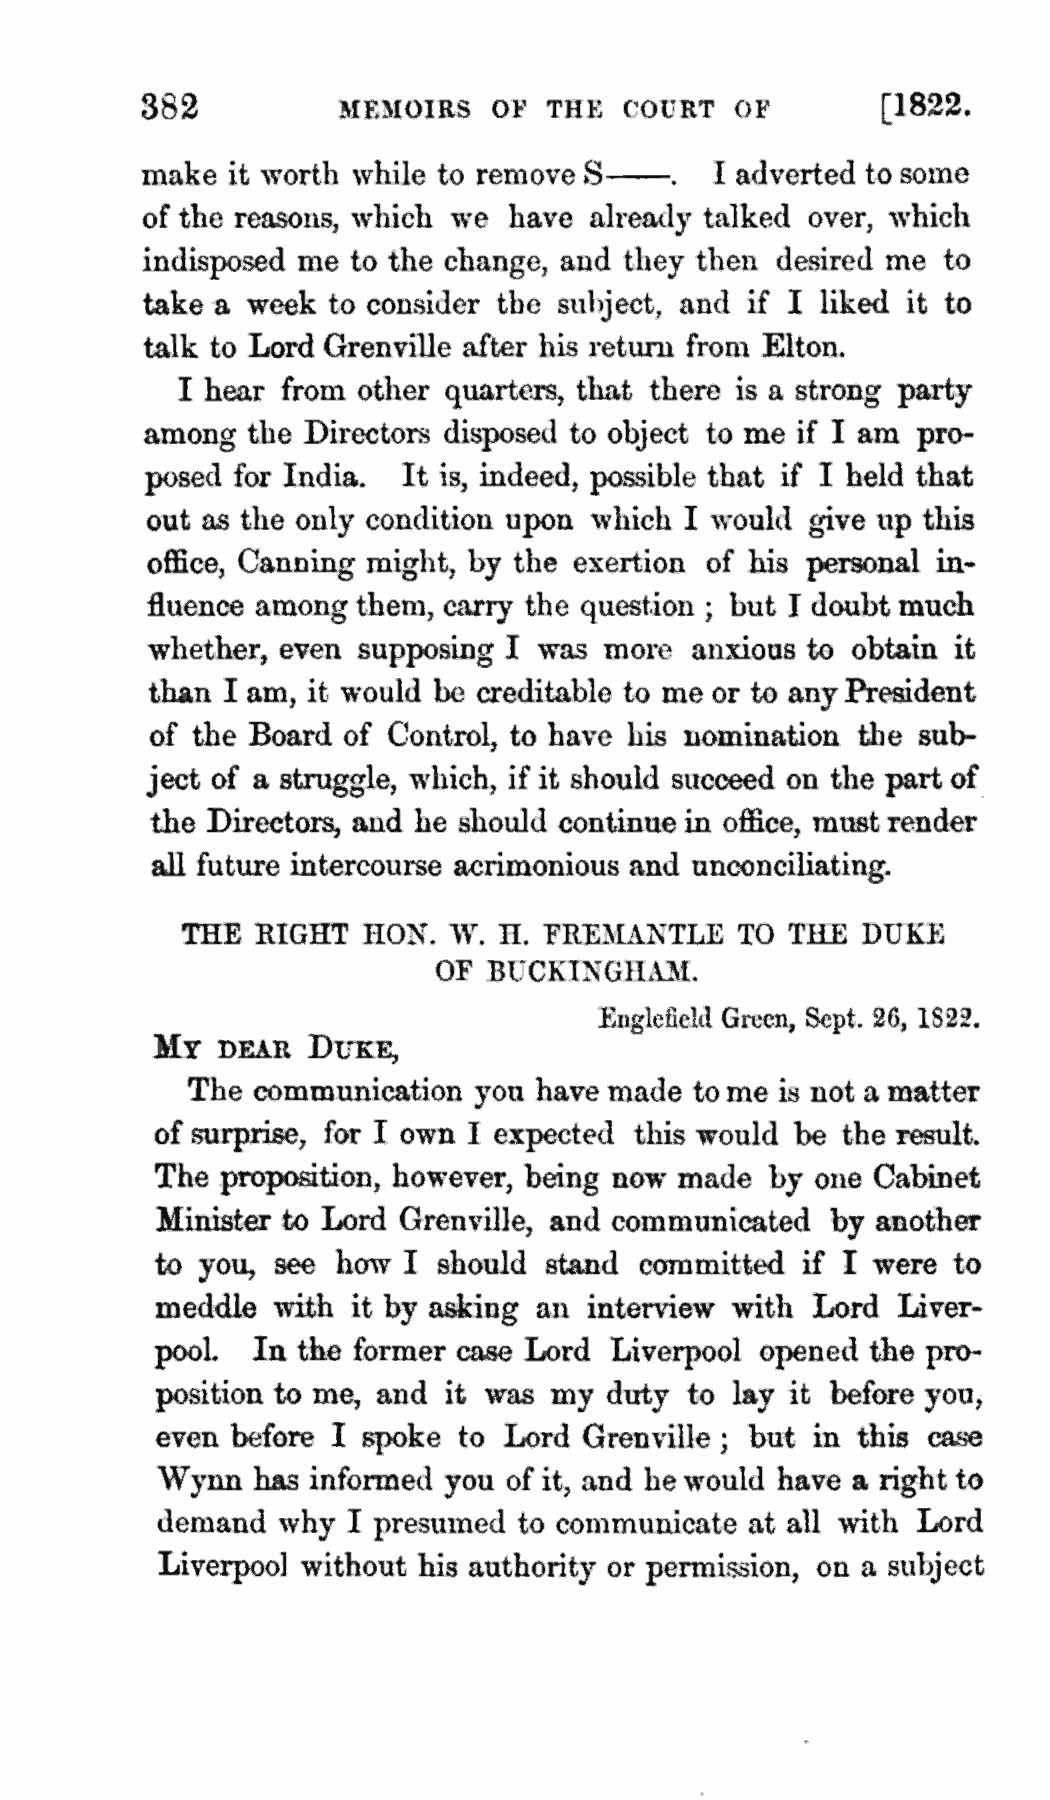 382 MEMOIRS OF THE COURT OF [1822.
make it worth while to remove S——. I adverted to some
of the reasons, which we have already talked over, which
indisposed me to the change, and they then desired me to
take a week to consider the subject, and if I liked it to
talk to Lord Grenville after his return from Elton.
I hear from other quarters, that there is a strong party
among the Directors disposed to object to me if I am pro-
posed for India. It is, indeed, possible that if I held that
out as the only condition upon which I would give up this
office, Canning might, by the exertion of his personal in-
fluence among them, carry the question ; but I doubt much
whether, even supposing I was more anxious to obtain it
than I am, it would be creditable to me or to any President
of the Board of Control, to have his nomination the sub-
ject of a struggle, which, if it should succeed on the part of
the Directors, and he should continue in office, must render
all future intercourse acrimonious and unconciliating.
THE RIGHT HON. W. H. FREMANTLE TO THE DUKE
OF BUCKINGHAM.
Englefield Green, Sept. 26, 1822.
MY DEAR DUKE,
The communication you have made to me is not a matter
of surprise, for I own I expected this would be the result.
The proposition, however, being now made by one Cabinet
Minister to Lord Grenville, and communicated by another
to you, see how I should stand committed if I were to
meddle with it by asking an interview with Lord Liver-
pool. In the former case Lord Liverpool opened the pro-
position to me, and it was my duty to lay it before you,
even before I spoke to Lord Grenville ; but in this case
Wynn has informed you of it, and he would have a right to
demand why I presumed to communicate at all with Lord
Liverpool without his authority or permission, on a subject